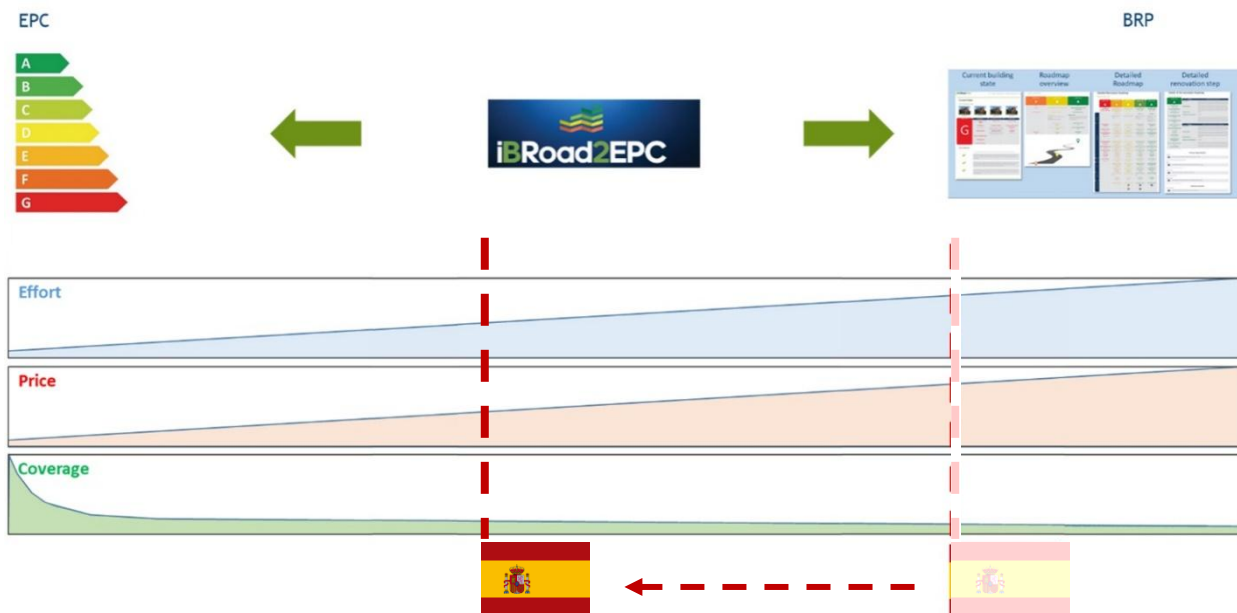 EPC
BRP
A
B
C
D
E
F
G
iBRoad2EPC
Current building
state
Roadmap
overview
Detailed
Roadmap
Detailed
renovation step
G
Effort
Price
Coverage